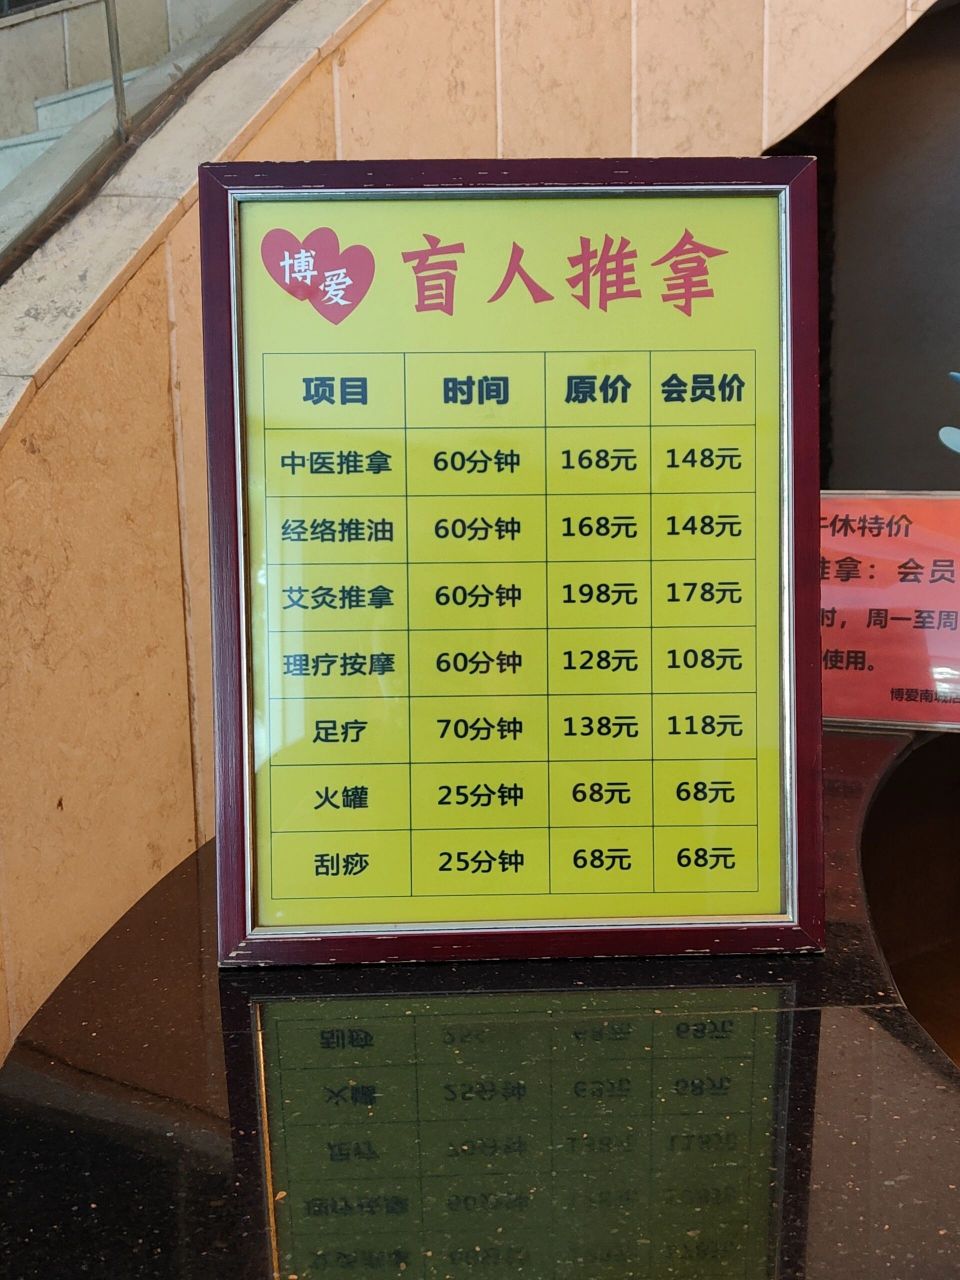 博爱 盲人推拿
项目 时间 原价 会员价
中医推拿 60分钟 168元 148元
经络推油 60分钟 168元 148元
艾灸推拿 60分钟 198元 178元
理疗按摩 60分钟 128元 108元
足疗 70分钟 138元 118元
火罐 25分钟 68元 68元
刮痧 25分钟 68元 68元
休特价
拿：会员
时，周一至周
使用。
博爱南城店